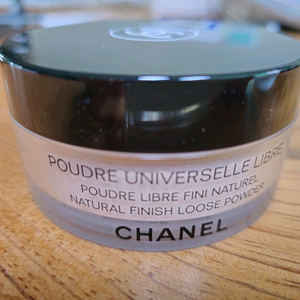 POUDRE UNIVERSELLE LIBRE
POUDRE LIBRE FINI NATUREL
NATURAL FINISH LOOSE POWDER
CHANEL